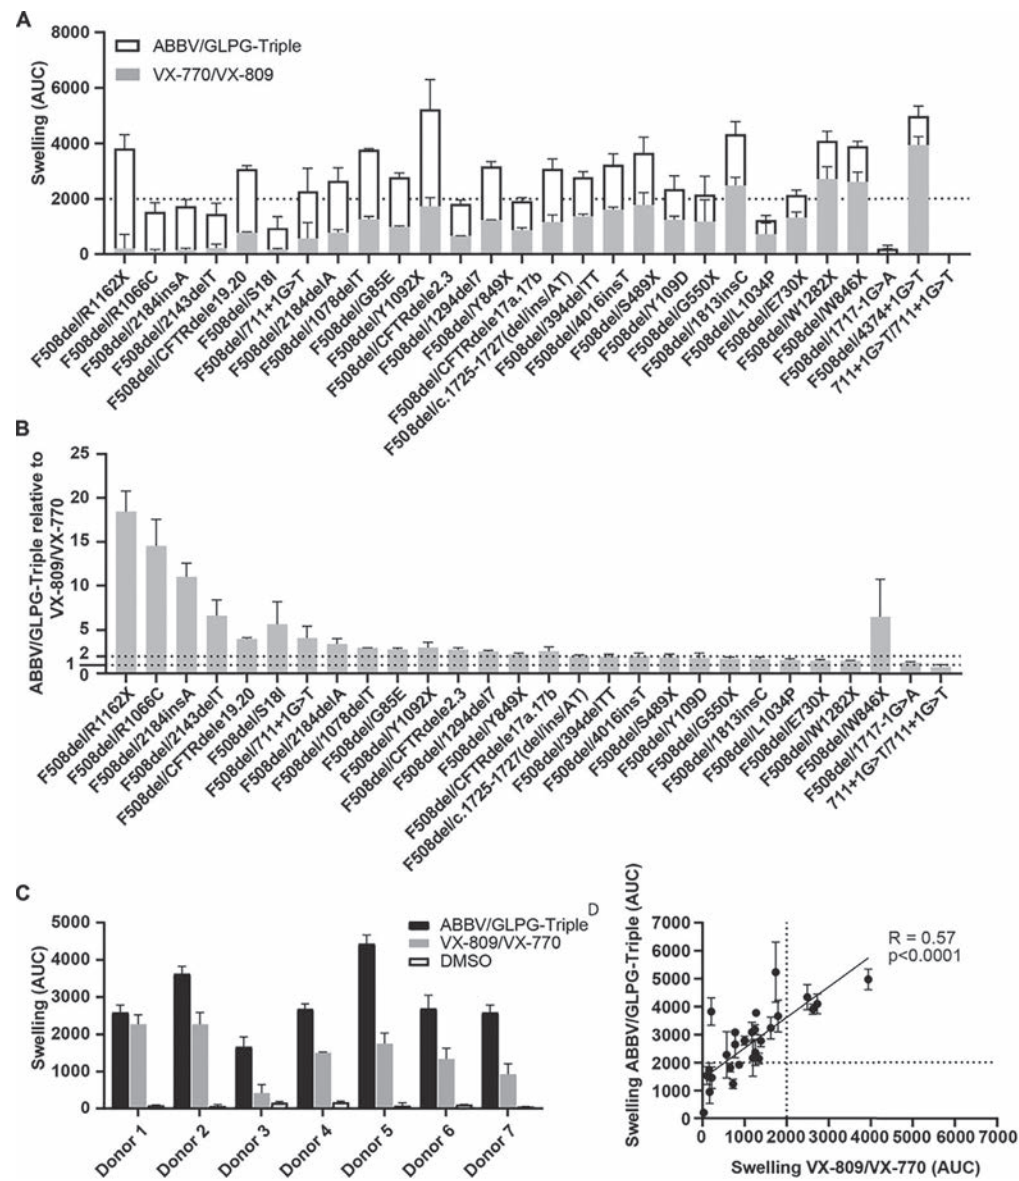 A
8000
6000
4000
2000
0
Swelling (AUC)
ABBV/GLPG-Triple
VX-770/VX-809
F508del/R1162X
F508del/R1066C
F508del/2184insA
F508del/2143delT
F508del/CFTRdele19.20
F508del/S18I
F508del/711+1G>T
F508del/2184delA
F508del/1078delT
F508del/G85E
F508del/Y1092X
F508del/CFTRdele2.3
F508del/1294del7
F508del/Y849X
F508del/CFTRdele17a.17b
F508del/c.1725-1727(del/ins/AT)
F508del/394delTT
F508del/4016insT
F508del/S489X
F508del/Y109D
F508del/G550X
F508del/1813insC
F508del/L1034P
F508del/E730X
F508del/W1282X
F508del/W846X
F508del/1717-1G>A
F508del/4374+1G>T
711+1G>T/711+1G>T
B
25
20
15
10
5
2
1
0
ABBV/GLPG-Triple relative to
VX-809/VX-770
F508del/R1162X
F508del/R1066C
F508del/2184insA
F508del/2143delT
F508del/CFTRdele19.20
F508del/S18I
F508del/711+1G>T
F508del/2184delA
F508del/1078delT
F508del/G85E
F508del/Y1092X
F508del/CFTRdele2.3
F508del/1294del7
F508del/Y849X
F508del/CFTRdele17a.17b
F508del/c.1725-1727(del/ins/AT)
F508del/394delTT
F508del/4016insT
F508del/S489X
F508del/Y109D
F508del/G550X
F508del/1813insC
F508del/L1034P
F508del/E730X
F508del/W1282X
F508del/W846X
F508del/1717-1G>A
711+1G>T/711+1G>T
C
5000
4000
3000
2000
1000
0
Swelling (AUC)
ABBV/GLPG-Triple
VX-809/VX-770
DMSO
Donor 1
Donor 2
Donor 3
Donor 4
Donor 5
Donor 6
Donor 7
D
7000
6000
5000
4000
3000
2000
1000
0
Swelling ABBV/GLPG-Triple (AUC)
R = 0.57
p<0.0001
0 1000 2000 3000 4000 5000 6000 7000
Swelling VX-809/VX-770 (AUC)